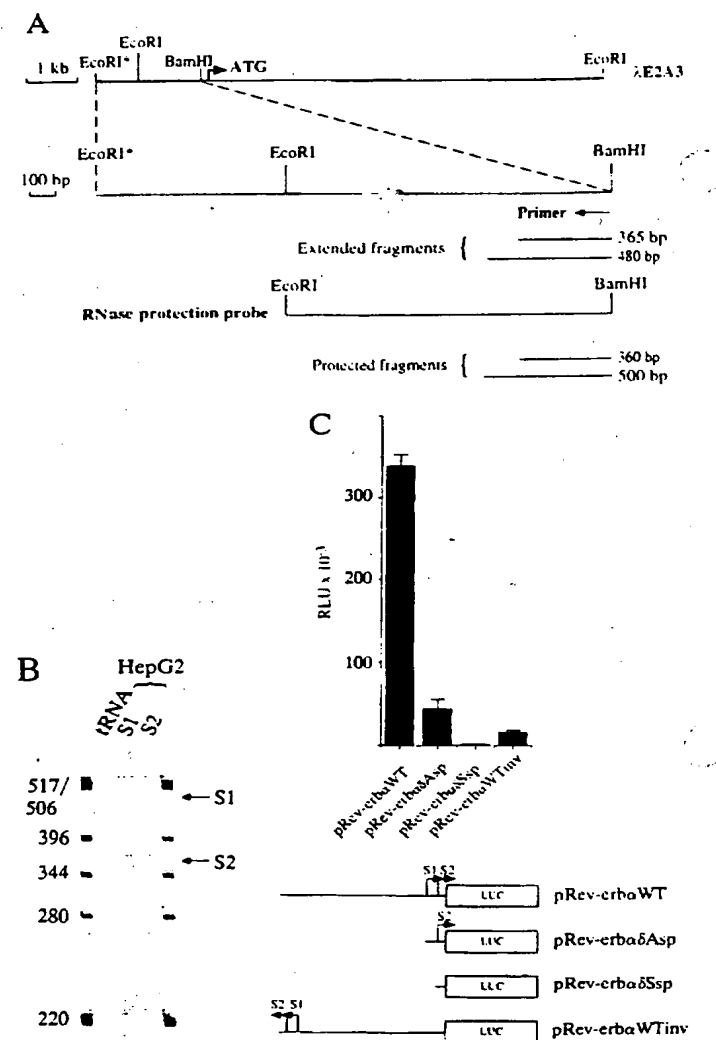 A
EcoRI
1 kb
EcoRI*
BamHI
ATG
EcoRI
λE2A3
EcoRI*
EcoRI
BamHI
100 bp
Primer
Extended fragments {
365 bp
480 bp
EcoRI
BamHI
RNase protection probe
Protected fragments {
360 bp
500 bp
C
300
200
100
RLU x 10⁻³
pRev-erbαWT
pRev-erbαδAsp
pRev-erbαδSsp
pRev-erbαWTinv
B
HepG2
tRNA
S1
S2
517/
506
S1
396
S2
344
280
220
S1 S2
LUC
pRev-erbαWT
S2
LUC
pRev-erbαδAsp
LUC
pRev-erbαδSsp
S2 S1
LUC
pRev-erbαWTinv